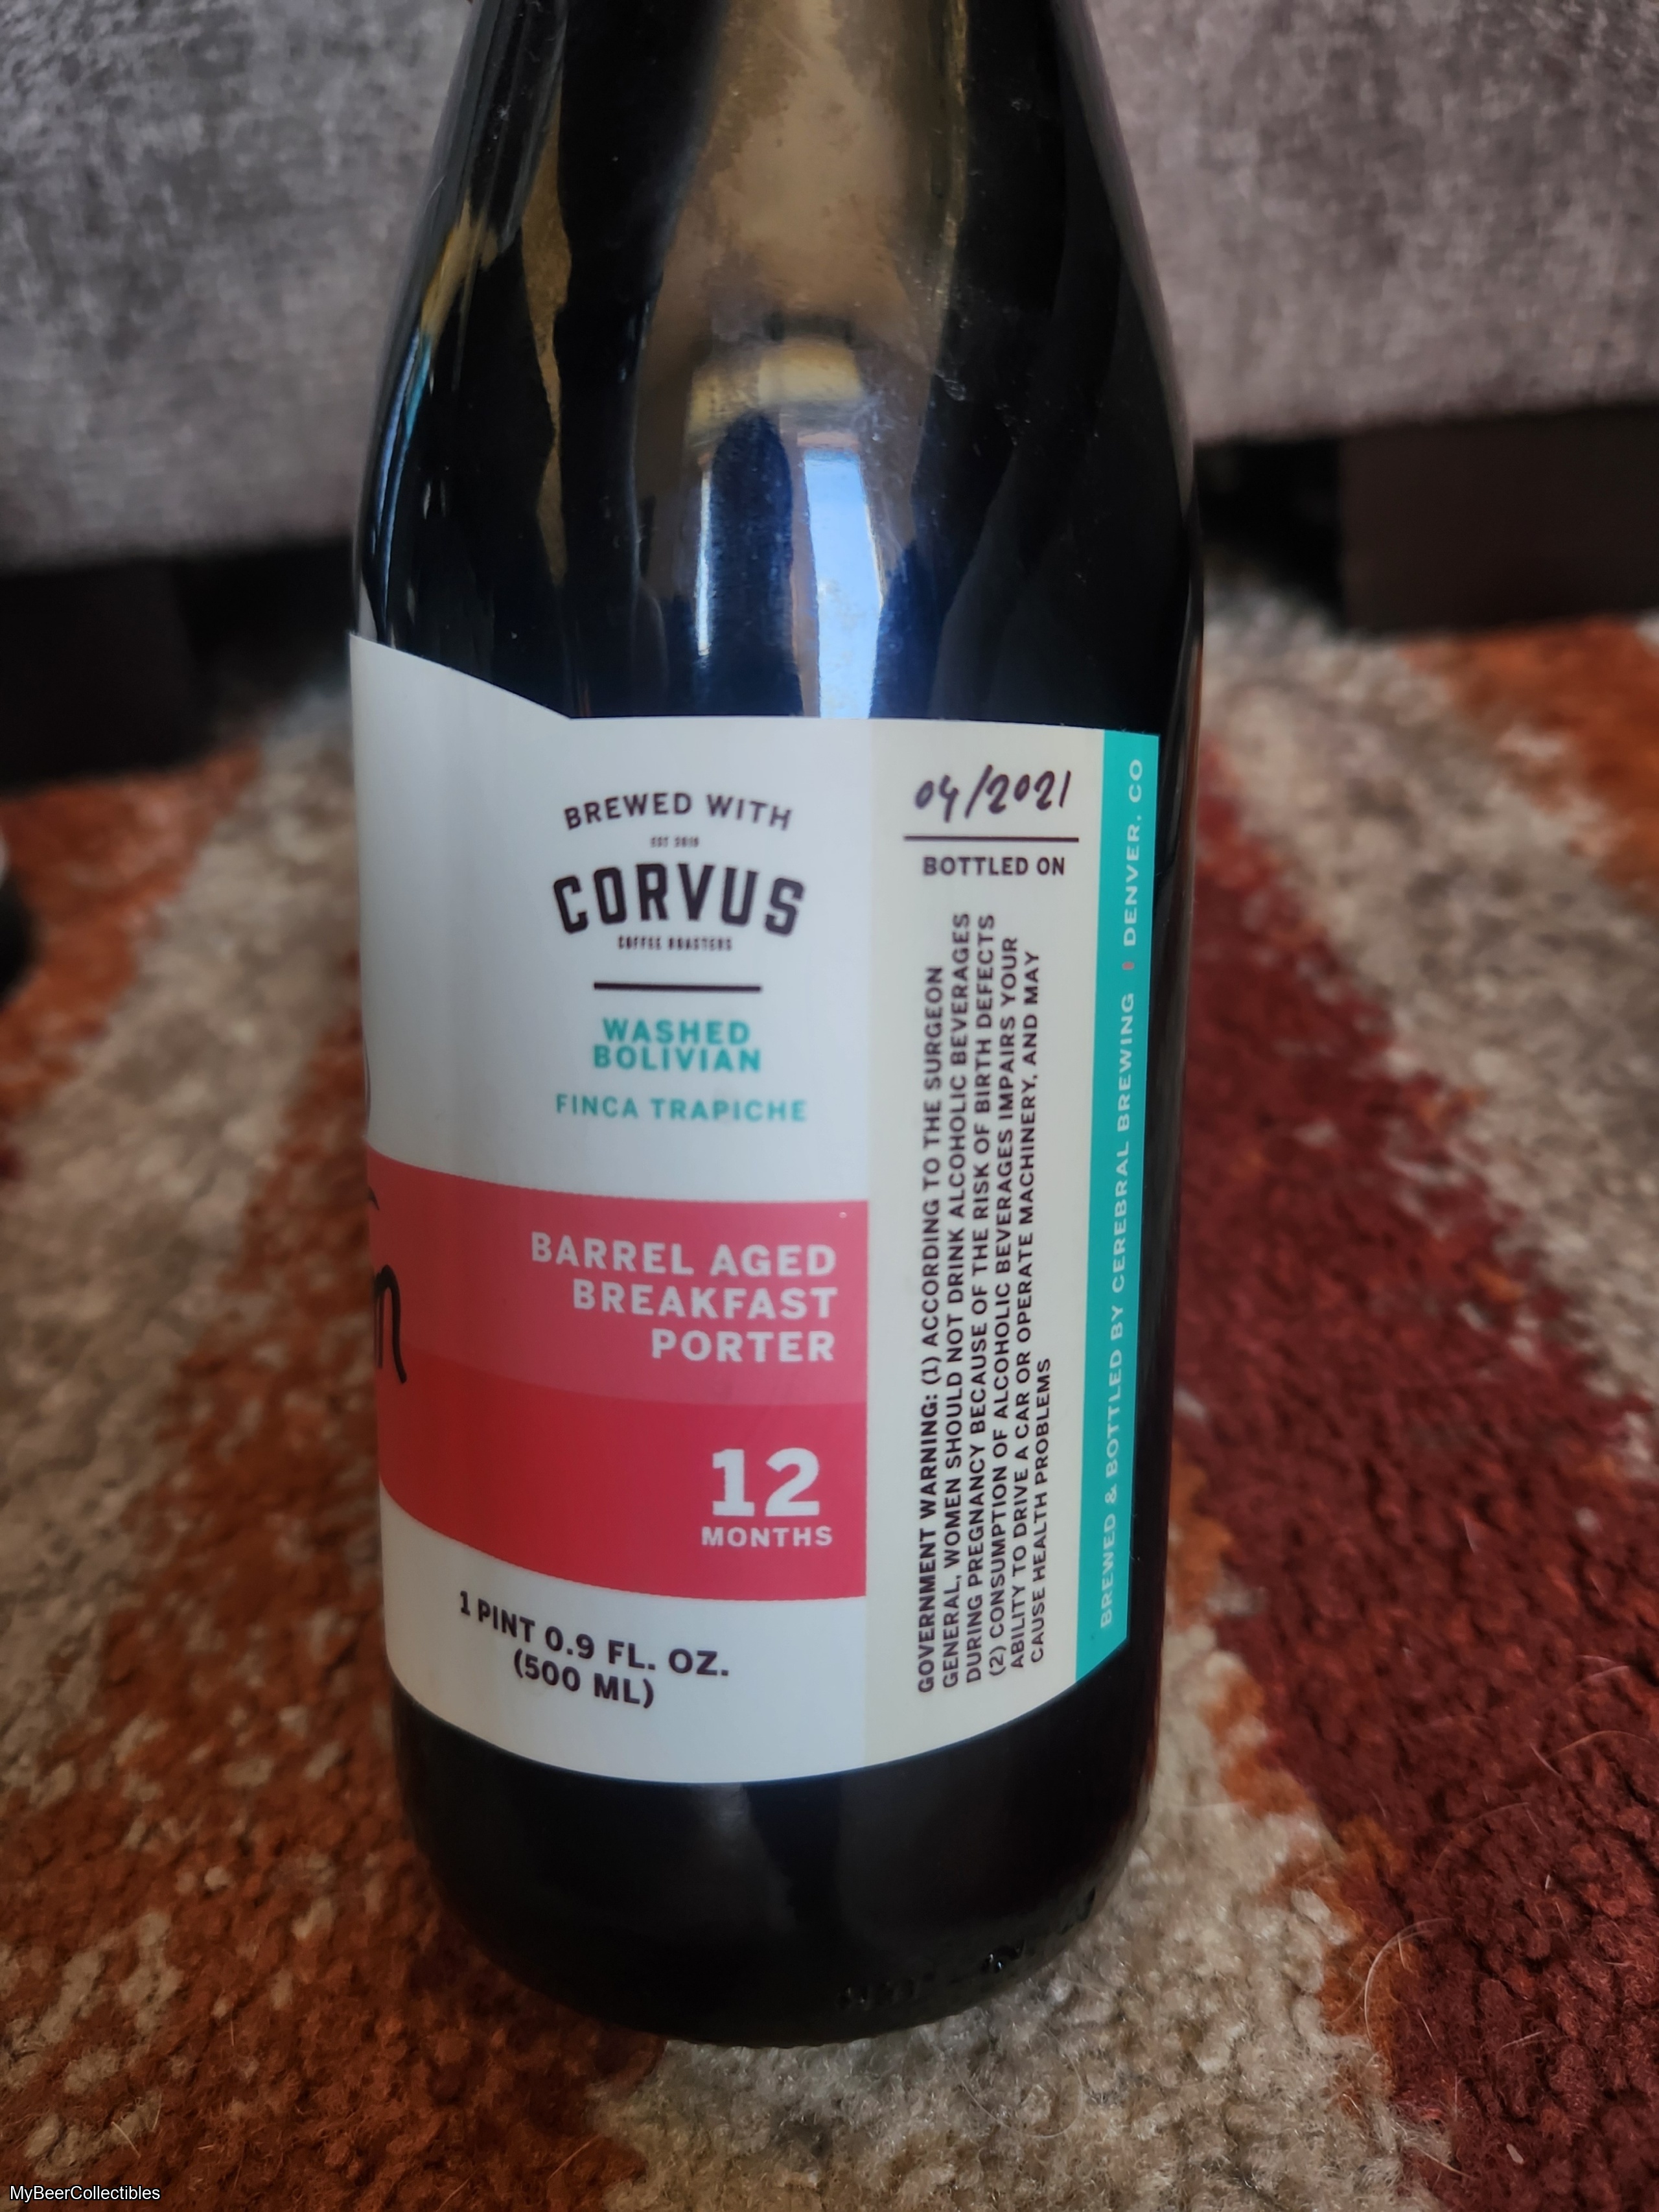 BREWED WITH
EST 2010
CORVUS
COFFEE ROASTERS
WASHED
BOLIVIAN
FINCA TRAPICHE
BARREL AGED
BREAKFAST
PORTER
12
MONTHS
1 PINT 0.9 FL. OZ.
(500 ML)
04/2021
BOTTLED ON
GOVERNMENT WARNING: (1) ACCORDING TO THE SURGEON
GENERAL, WOMEN SHOULD NOT DRINK ALCOHOLIC BEVERAGES
DURING PREGNANCY BECAUSE OF THE RISK OF BIRTH DEFECTS
(2) CONSUMPTION OF ALCOHOLIC BEVERAGES IMPAIRS YOUR
ABILITY TO DRIVE A CAR OR OPERATE MACHINERY, AND MAY
CAUSE HEALTH PROBLEMS
BREWED & BOTTLED BY CEREBRAL BREWING DENVER, CO
MyBeerCollectibles